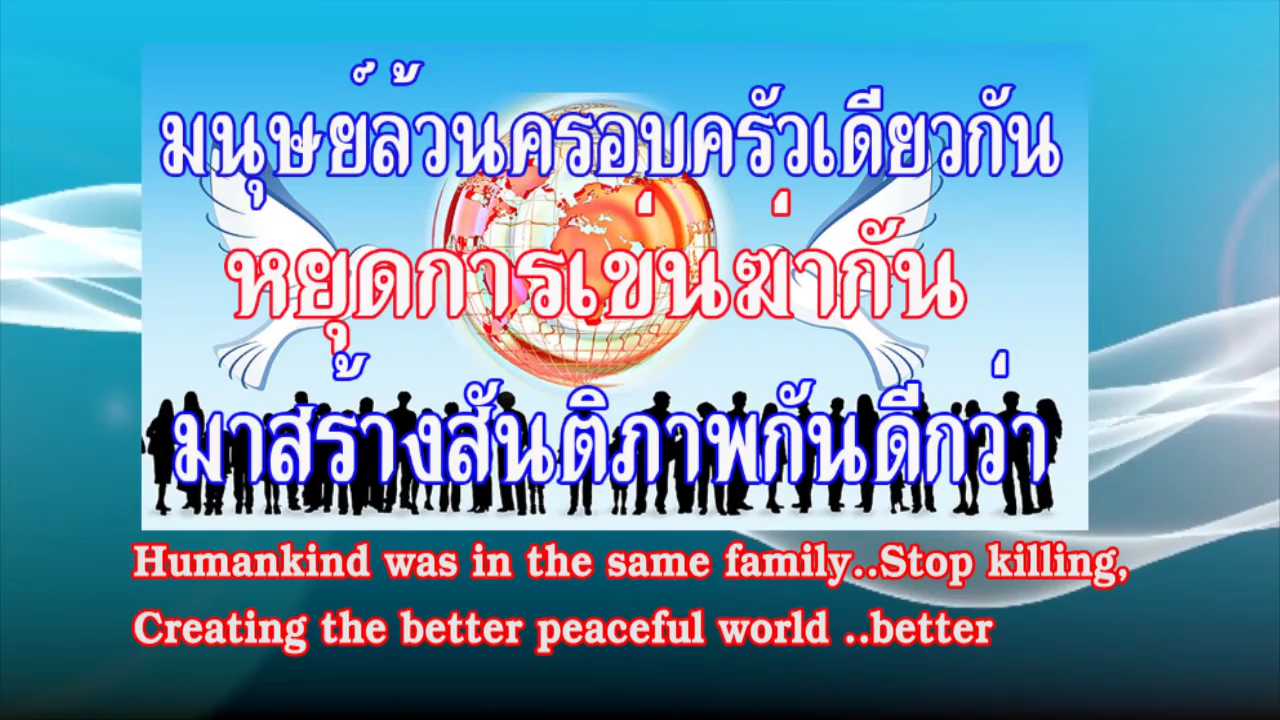 มนุษย์ล้วนครอบครัวเดียวกัน
หยุดการเข่นฆ่ากัน
มาสร้างสันติภาพกันดีกว่า
Humankind was in the same family..Stop killing,
Creating the better peaceful world ..better